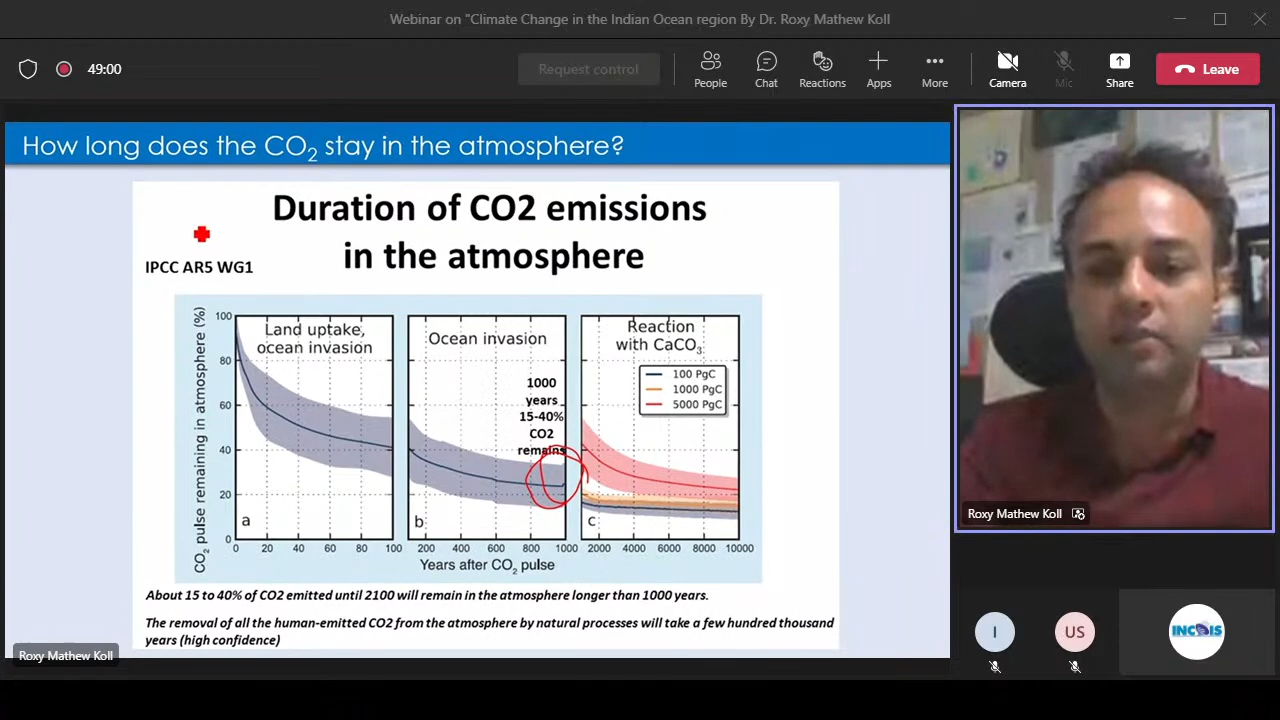 Webinar on "Climate Change in the Indian Ocean region By Dr. Roxy Mathew Koll
49:00
Request control
People
Chat
Reactions
Apps
More
Camera
Mic
Share
Leave
How long does the CO₂ stay in the atmosphere?
Duration of CO2 emissions
in the atmosphere
IPCC AR5 WG1
CO₂ pulse remaining in atmosphere (%)
100
80
60
40
20
0
Land uptake,
ocean invasion
a
0 20 40 60 80 100
Ocean invasion
1000
years
15-40%
CO2
remains
b
200 400 600 800 1000
Reaction
with CaCO₃
100 PgC
1000 PgC
5000 PgC
c
2000 4000 6000 8000 10000
Years after CO₂ pulse
About 15 to 40% of CO2 emitted until 2100 will remain in the atmosphere longer than 1000 years.
The removal of all the human-emitted CO2 from the atmosphere by natural processes will take a few hundred thousand
years (high confidence)
Roxy Mathew Koll
Roxy Mathew Koll
I
US
INCOIS